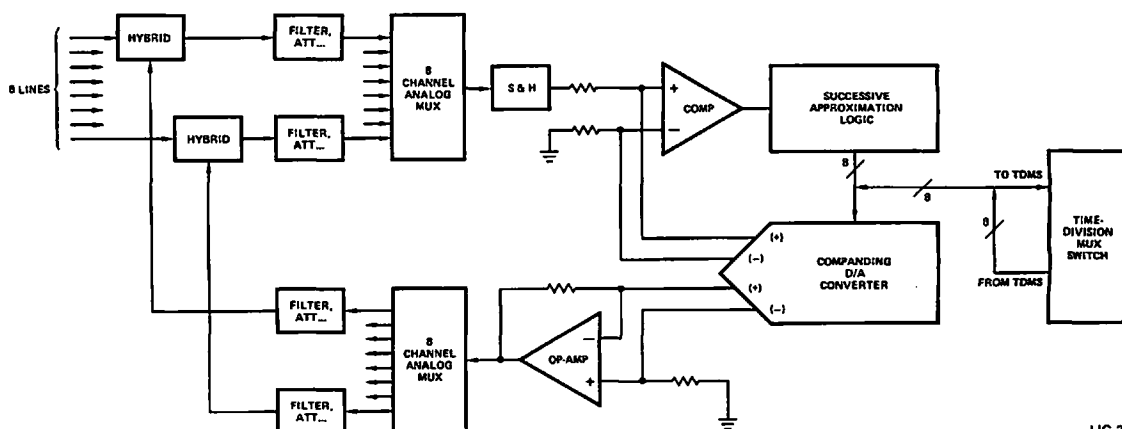 8 LINES
HYBRID
FILTER,
ATT...
8
CHANNEL
ANALOG
MUX
S & H
+
−
COMP
SUCCESSIVE
APPROXIMATION
LOGIC
HYBRID
FILTER,
ATT...
8
8
TO TDMS
8
FROM TDMS
TIME-
DIVISION
MUX
SWITCH
(+)
(−)
(+)
(−)
COMPANDING
D/A
CONVERTER
FILTER,
ATT...
8
CHANNEL
ANALOG
MUX
−
+
OP-AMP
FILTER,
ATT...